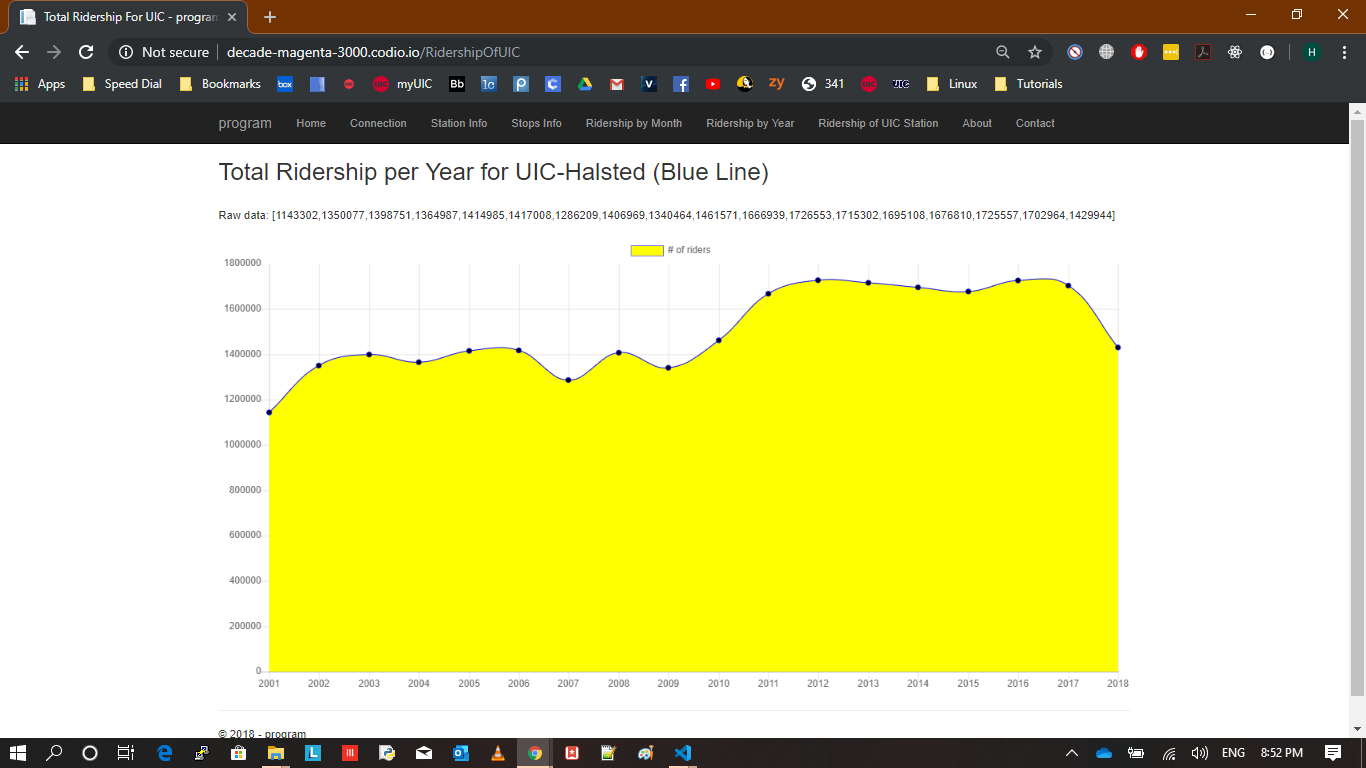 Total Ridership For UIC - program
Not secure decade-magenta-3000.codio.io/RidershipOfUIC
Apps Speed Dial Bookmarks box myUIC Bb zy 341 UIC Linux Tutorials
program Home Connection Station Info Stops Info Ridership by Month Ridership by Year Ridership of UIC Station About Contact
Total Ridership per Year for UIC-Halsted (Blue Line)
Raw data: [1143302,1350077,1398751,1364987,1414985,1417008,1286209,1406969,1340464,1461571,1666939,1726553,1715302,1695108,1676810,1725557,1702964,1429944]
# of riders
1800000
1600000
1400000
1200000
1000000
800000
600000
400000
200000
0
2001 2002 2003 2004 2005 2006 2007 2008 2009 2010 2011 2012 2013 2014 2015 2016 2017 2018
© 2018 - program
ENG 8:52 PM